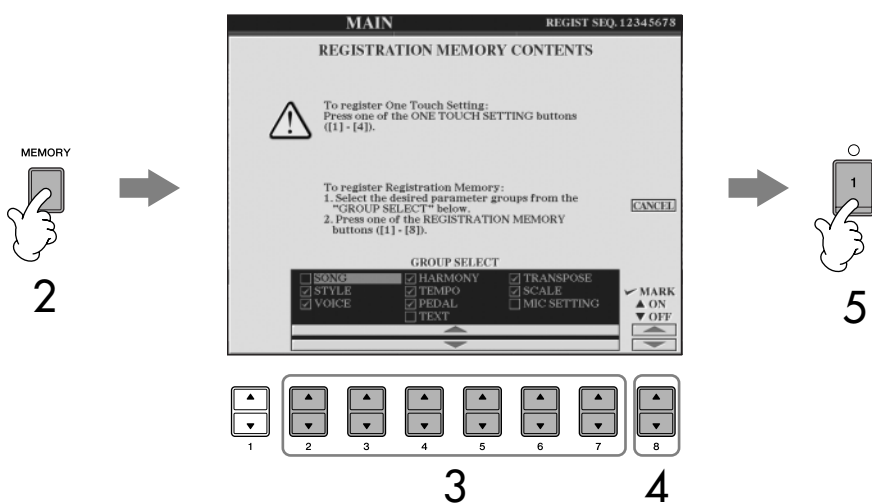 MAIN REGIST SEQ. 12345678
REGISTRATION MEMORY CONTENTS
To register One Touch Setting:
Press one of the ONE TOUCH SETTING buttons
([1] - [4]).
MEMORY
1
To register Registration Memory:
1. Select the desired parameter groups from the
"GROUP SELECT" below.
2. Press one of the REGISTRATION MEMORY
buttons ([1] - [8]).
CANCEL
GROUP SELECT
SONG HARMONY TRANSPOSE
STYLE TEMPO SCALE MARK
VOICE PEDAL MIC SETTING ▲ ON
TEXT ▼ OFF
2
5
1 2 3 4 5 6 7 8
3 4